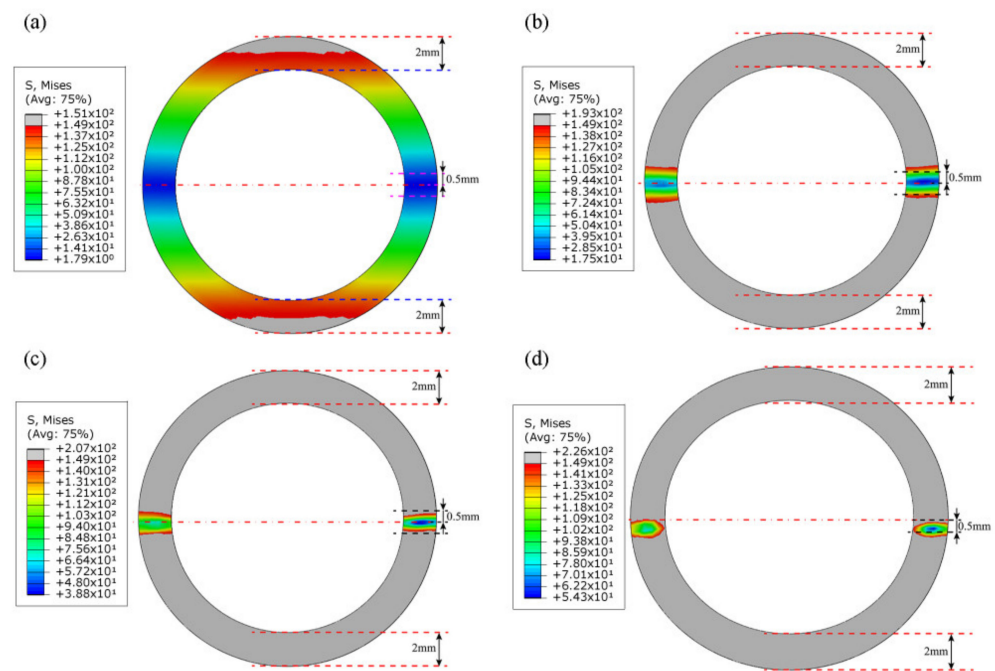 (a)
2mm
S, Mises
(Avg: 75%)
+1.51x10²
+1.49x10²
+1.37x10²
+1.25x10²
+1.12x10²
+1.00x10²
+8.78x10¹
+7.55x10¹
+6.32x10¹
+5.09x10¹
+3.86x10¹
+2.63x10¹
+1.41x10¹
+1.79x10⁰
0.5mm
2mm
(b)
2mm
S, Mises
(Avg: 75%)
+1.93x10²
+1.49x10²
+1.38x10²
+1.27x10²
+1.16x10²
+1.05x10²
+9.44x10¹
+8.34x10¹
+7.24x10¹
+6.14x10¹
+5.04x10¹
+3.95x10¹
+2.85x10¹
+1.75x10¹
0.5mm
2mm
(c)
2mm
S, Mises
(Avg: 75%)
+2.07x10²
+1.49x10²
+1.40x10²
+1.31x10²
+1.21x10²
+1.12x10²
+1.03x10²
+9.40x10¹
+8.48x10¹
+7.56x10¹
+6.64x10¹
+5.72x10¹
+4.80x10¹
+3.88x10¹
0.5mm
2mm
(d)
2mm
S, Mises
(Avg: 75%)
+2.26x10²
+1.49x10²
+1.41x10²
+1.33x10²
+1.25x10²
+1.18x10²
+1.09x10²
+1.02x10²
+9.38x10¹
+8.59x10¹
+7.80x10¹
+7.01x10¹
+6.22x10¹
+5.43x10¹
0.5mm
2mm